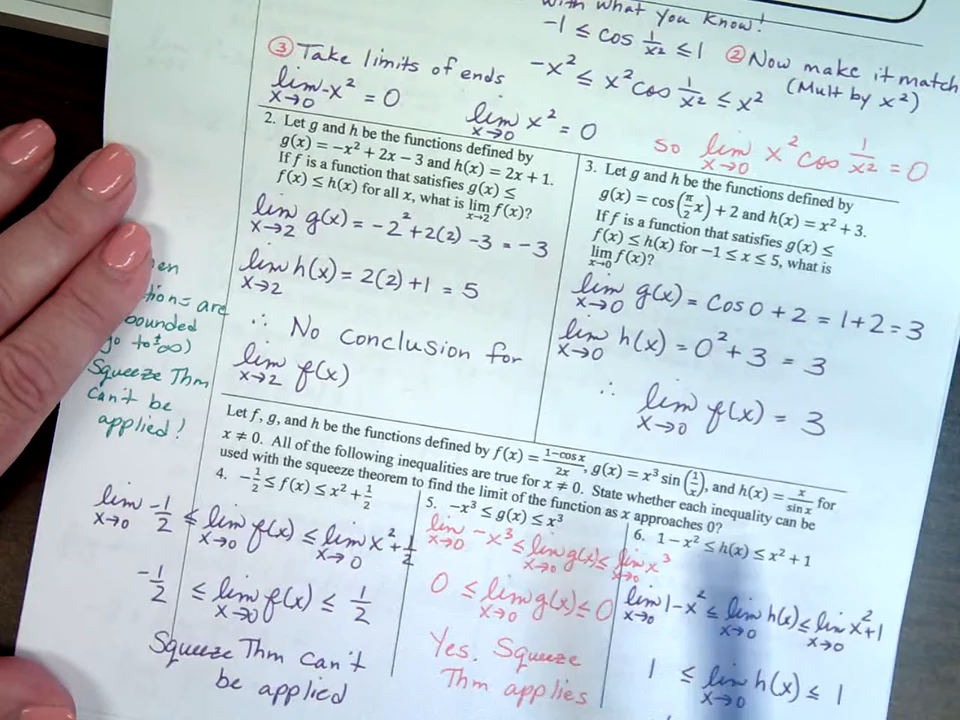 with what you know!
-1 ≤ cos 1/x² ≤ 1
② Now make it match
(Mult by x²)
-x² ≤ x² cos 1/x² ≤ x²
③ Take limits of ends
lim x→0 -x² = 0
lim x→0 x² = 0
so lim x→0 x² cos 1/x² = 0
2. Let g and h be the functions defined by
g(x) = −x² + 2x − 3 and h(x) = 2x + 1.
If f is a function that satisfies g(x) ≤
f(x) ≤ h(x) for all x, what is lim x→2 f(x)?
lim x→2 g(x) = -2² + 2(2) - 3 = -3
lim x→2 h(x) = 2(2) + 1 = 5
∴ No conclusion for
lim x→2 f(x)
3. Let g and h be the functions defined by
g(x) = cos(π/2 x) + 2 and h(x) = x² + 3.
If f is a function that satisfies g(x) ≤
f(x) ≤ h(x) for −1 ≤ x ≤ 5, what is
lim x→0 f(x)?
lim x→0 g(x) = cos 0 + 2 = 1 + 2 = 3
lim x→0 h(x) = 0² + 3 = 3
∴ lim x→0 f(x) = 3
are
bounded
go to ±∞)
Squeeze Thm
can't be
applied!
Let f, g, and h be the functions defined by f(x) = (1−cos x)/2x, g(x) = x³ sin(1/x), and h(x) = x/sin x for
x ≠ 0. All of the following inequalities are true for x ≠ 0. State whether each inequality can be
used with the squeeze theorem to find the limit of the function as x approaches 0?
4. −1/2 ≤ f(x) ≤ x² + 1/2
lim x→0 -1/2 ≤ lim x→0 f(x) ≤ lim x→0 x² + 1/2
-1/2 ≤ lim x→0 f(x) ≤ 1/2
Squeeze Thm can't
be applied
5. −x³ ≤ g(x) ≤ x³
lim x→0 -x³ ≤ lim x→0 g(x) ≤ lim x→0 x³
0 ≤ lim x→0 g(x) ≤ 0
Yes. Squeeze
Thm applies
6. 1 − x² ≤ h(x) ≤ x² + 1
lim x→0 1-x² ≤ lim x→0 h(x) ≤ lim x→0 x²+1
1 ≤ lim x→0 h(x) ≤ 1